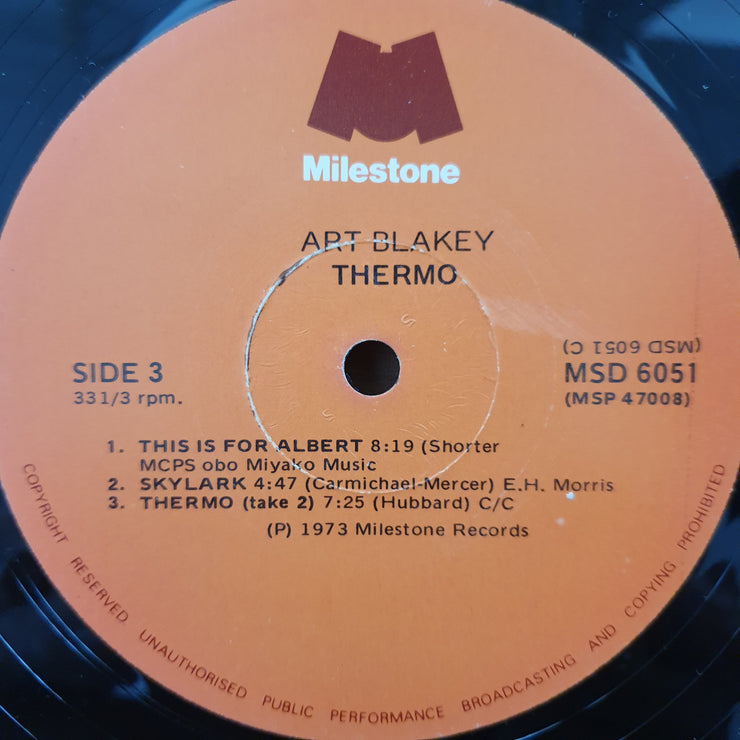 Milestone
ART BLAKEY
THERMO
(MSD 6051 C)
SIDE 3
MSD 6051
33 1/3 rpm.
(MSP 47008)
1. THIS IS FOR ALBERT 8:19 (Shorter
MCPS obo Miyako Music
2. SKYLARK 4:47 (Carmichael-Mercer) E.H. Morris
3. THERMO (take 2) 7:25 (Hubbard) C/C
(P) 1973 Milestone Records
COPYRIGHT RESERVED UNAUTHORISED PUBLIC PERFORMANCE BROADCASTING AND COPYING PROHIBITED